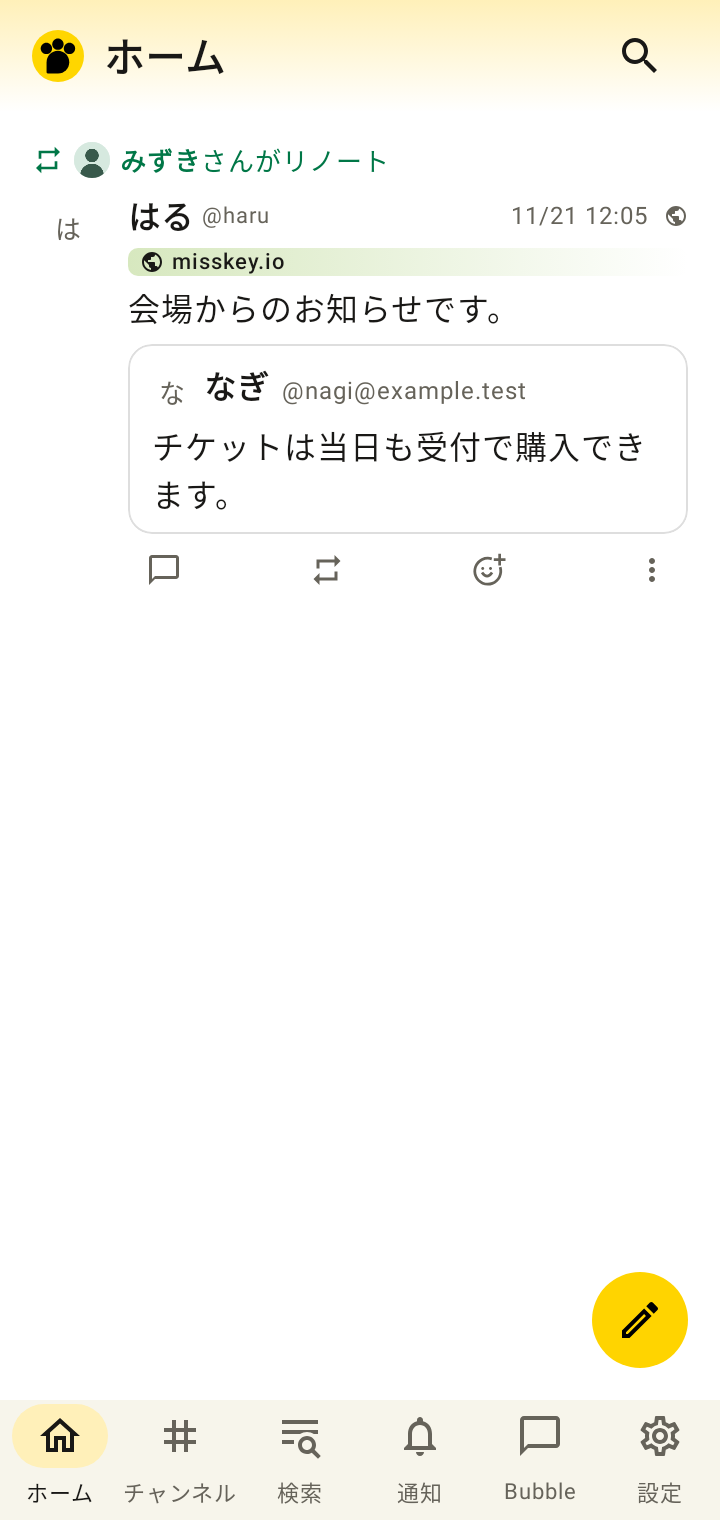 ホーム
みずきさんがリノート
は はる @haru 11/21 12:05
misskey.io
会場からのお知らせです。
な なぎ @nagi@example.test
チケットは当日も受付で購入でき
ます。
ホーム チャンネル 検索 通知 Bubble 設定